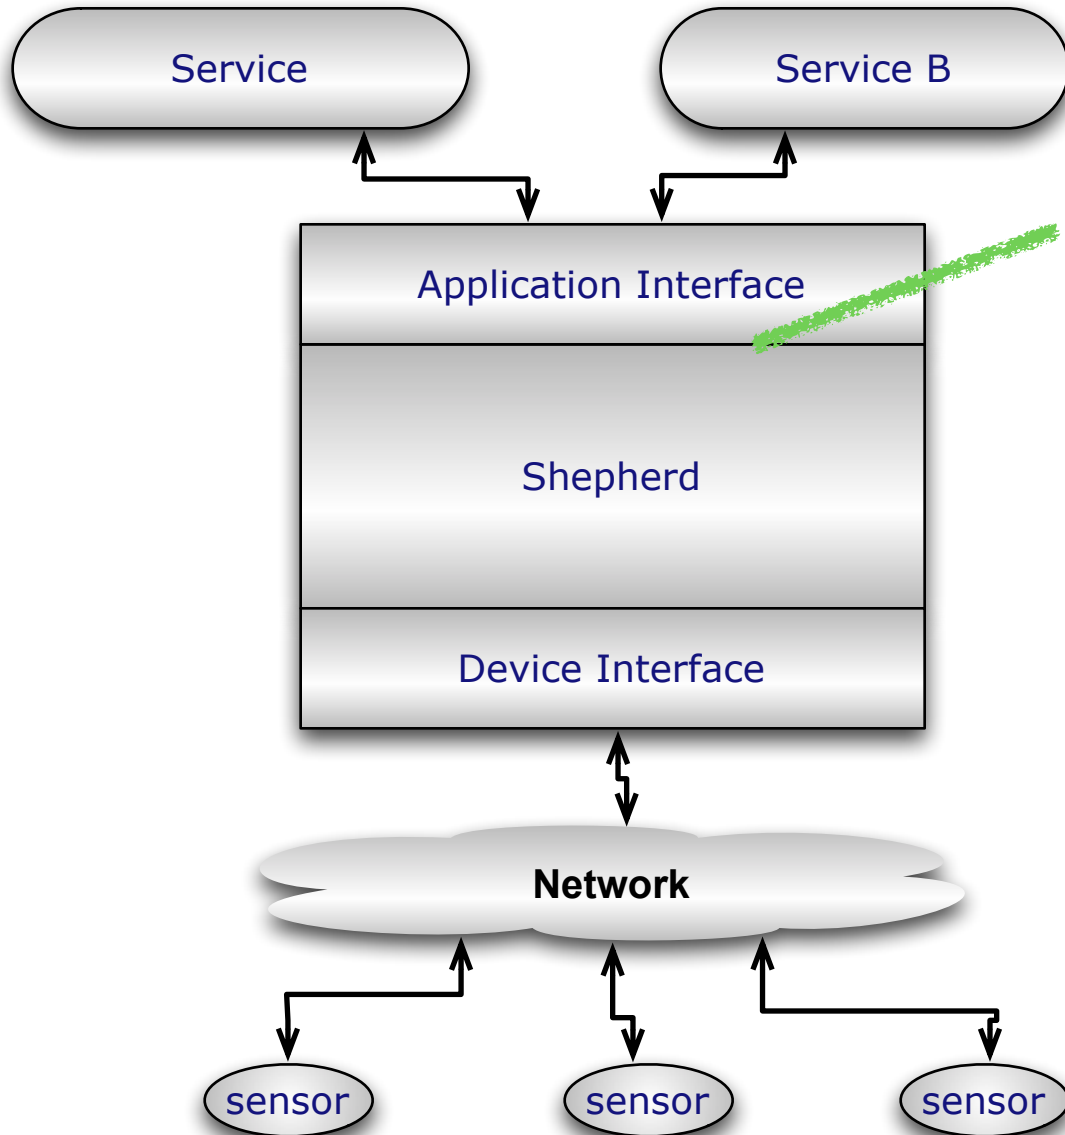 Service
Service B
Application Interface
Shepherd
Device Interface
Network
sensor
sensor
sensor